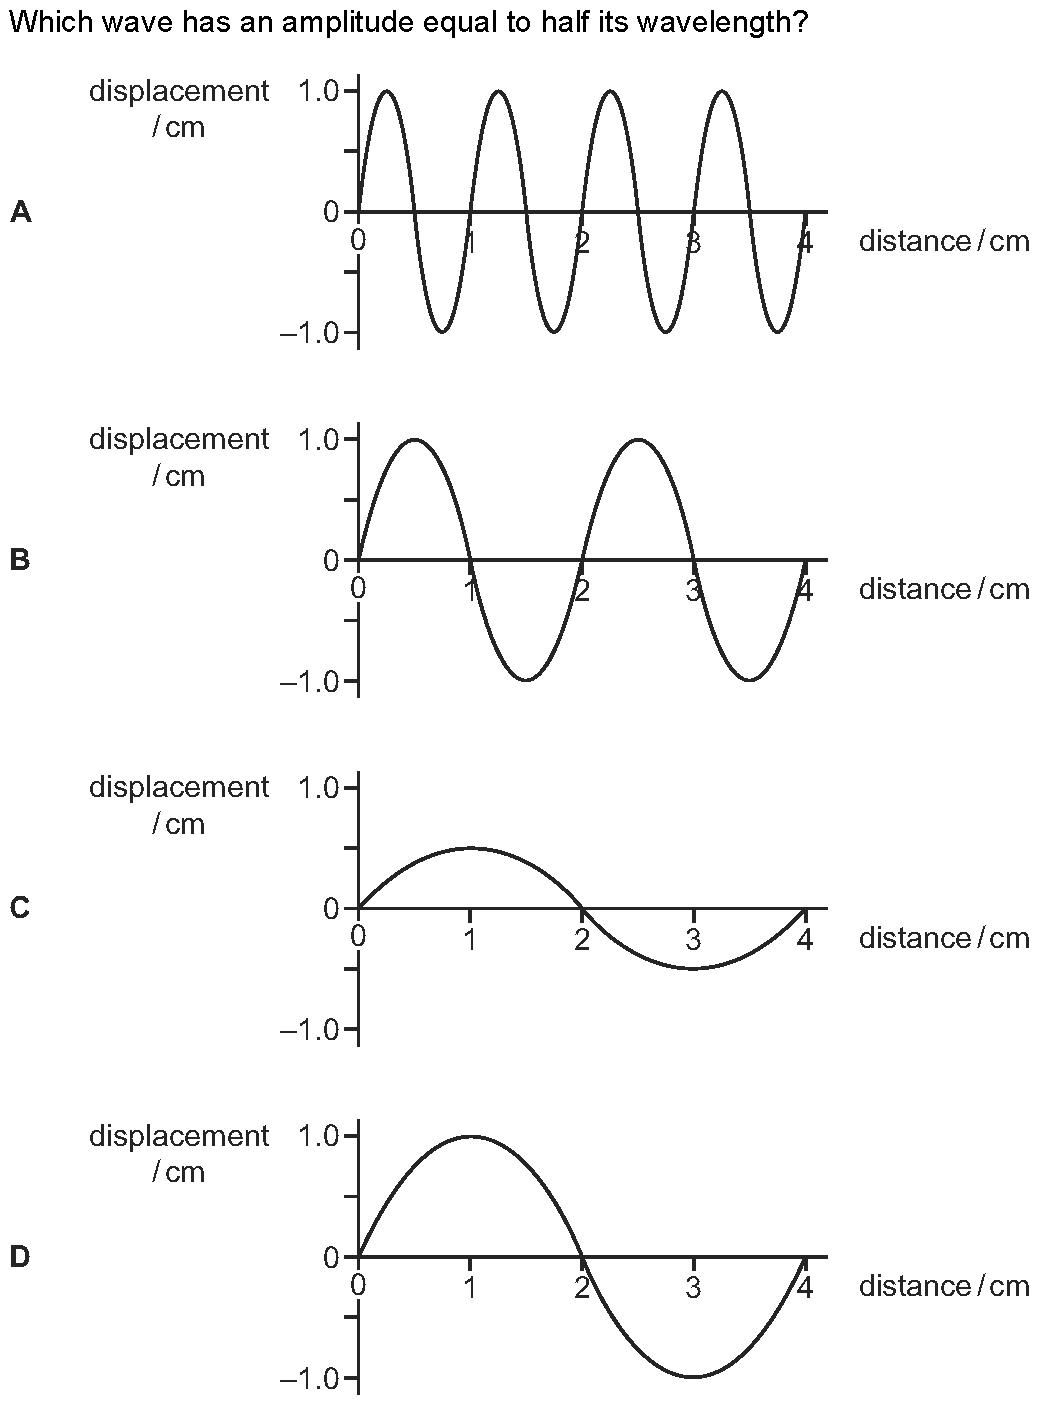 Which wave has an amplitude equal to half its wavelength?
displacement 1.0
/ cm
A
0
0 1 2 3 4 distance / cm
–1.0
displacement 1.0
/ cm
B
0
0 1 2 3 4 distance / cm
–1.0
displacement 1.0
/ cm
C
0
0 1 2 3 4 distance / cm
–1.0
displacement 1.0
/ cm
D
0
0 1 2 3 4 distance / cm
–1.0